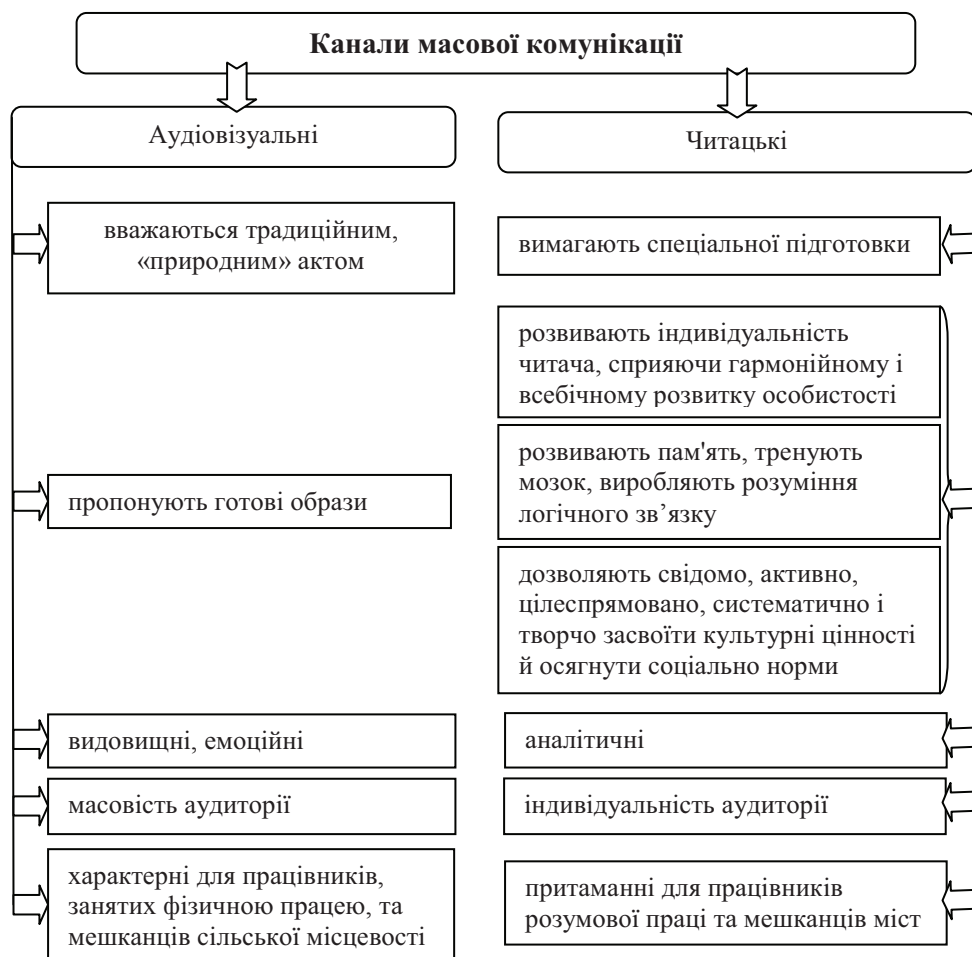 Канали масової комунікації
Аудіовізуальні
Читацькі
вважаються традиційним,
«природним» актом
вимагають спеціальної підготовки
розвивають індивідуальність
читача, сприяючи гармонійному і
всебічному розвитку особистості
пропонують готові образи
розвивають пам'ять, тренують
мозок, виробляють розуміння
логічного зв’язку
дозволяють свідомо, активно,
цілеспрямовано, систематично і
творчо засвоїти культурні цінності
й осягнути соціально норми
видовищні, емоційні
аналітичні
масовість аудиторії
індивідуальність аудиторії
характерні для працівників,
занятих фізичною працею, та
мешканців сільської місцевості
притаманні для працівників
розумової праці та мешканців міст